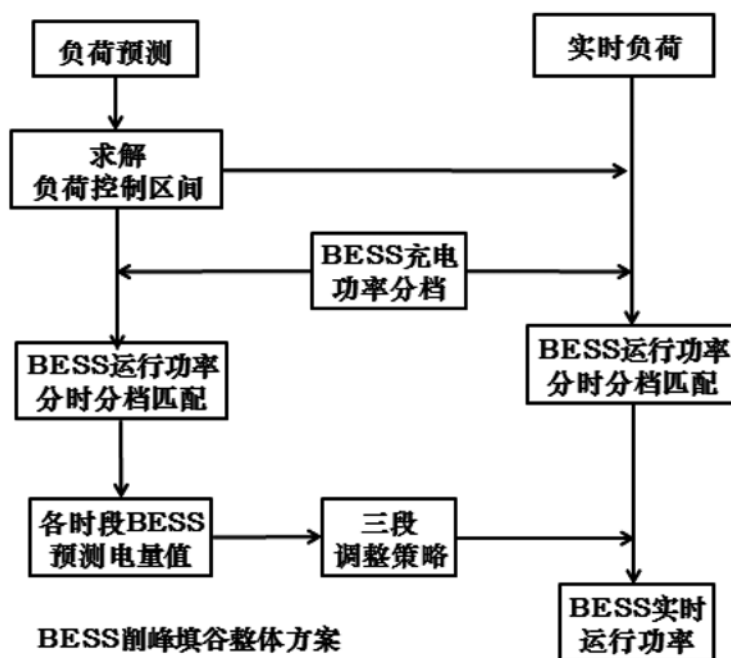 负荷预测
实时负荷
求解
负荷控制区间
BESS充电
功率分档
BESS运行功率
分时分档匹配
BESS运行功率
分时分档匹配
各时段BESS
预测电量值
三段
调整策略
BESS实时
运行功率
BESS削峰填谷整体方案